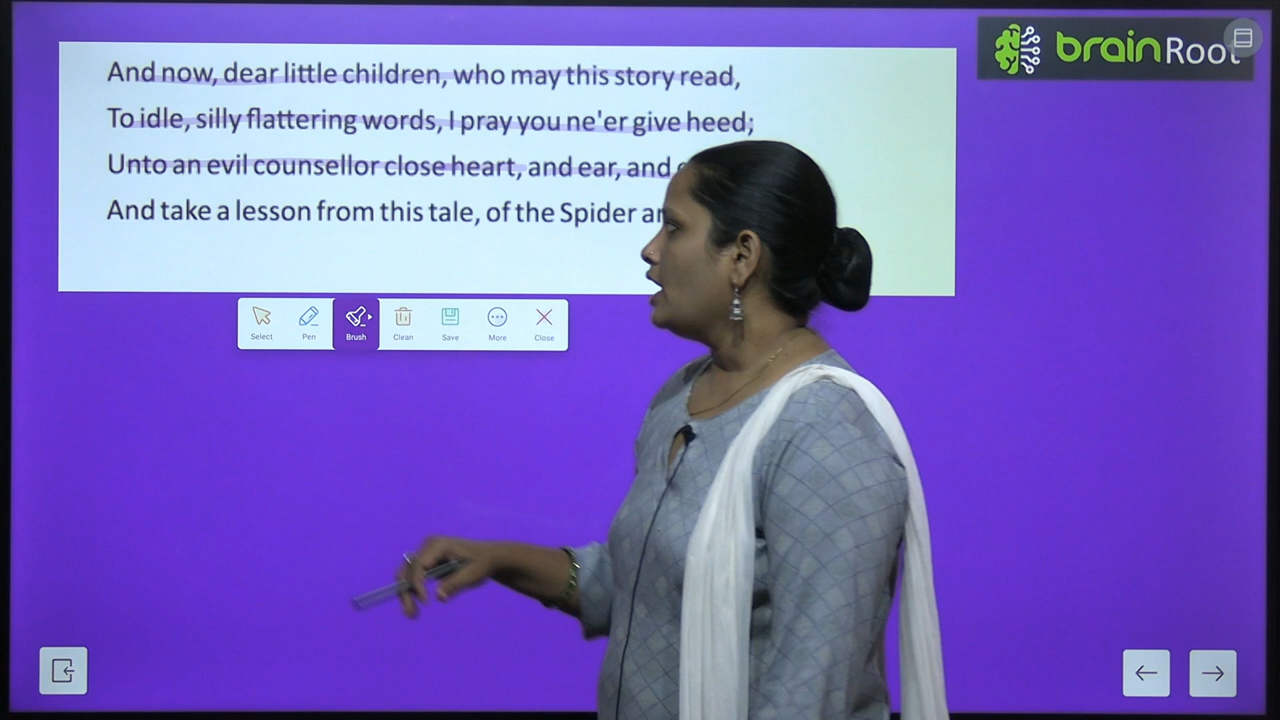 And now, dear little children, who may this story read,
To idle, silly flattering words, I pray you ne'er give heed;
Unto an evil counsellor close heart, and ear, and
And take a lesson from this tale, of the Spider
brainRoot
Select
Pen
Brush
Clean
Save
More
Close